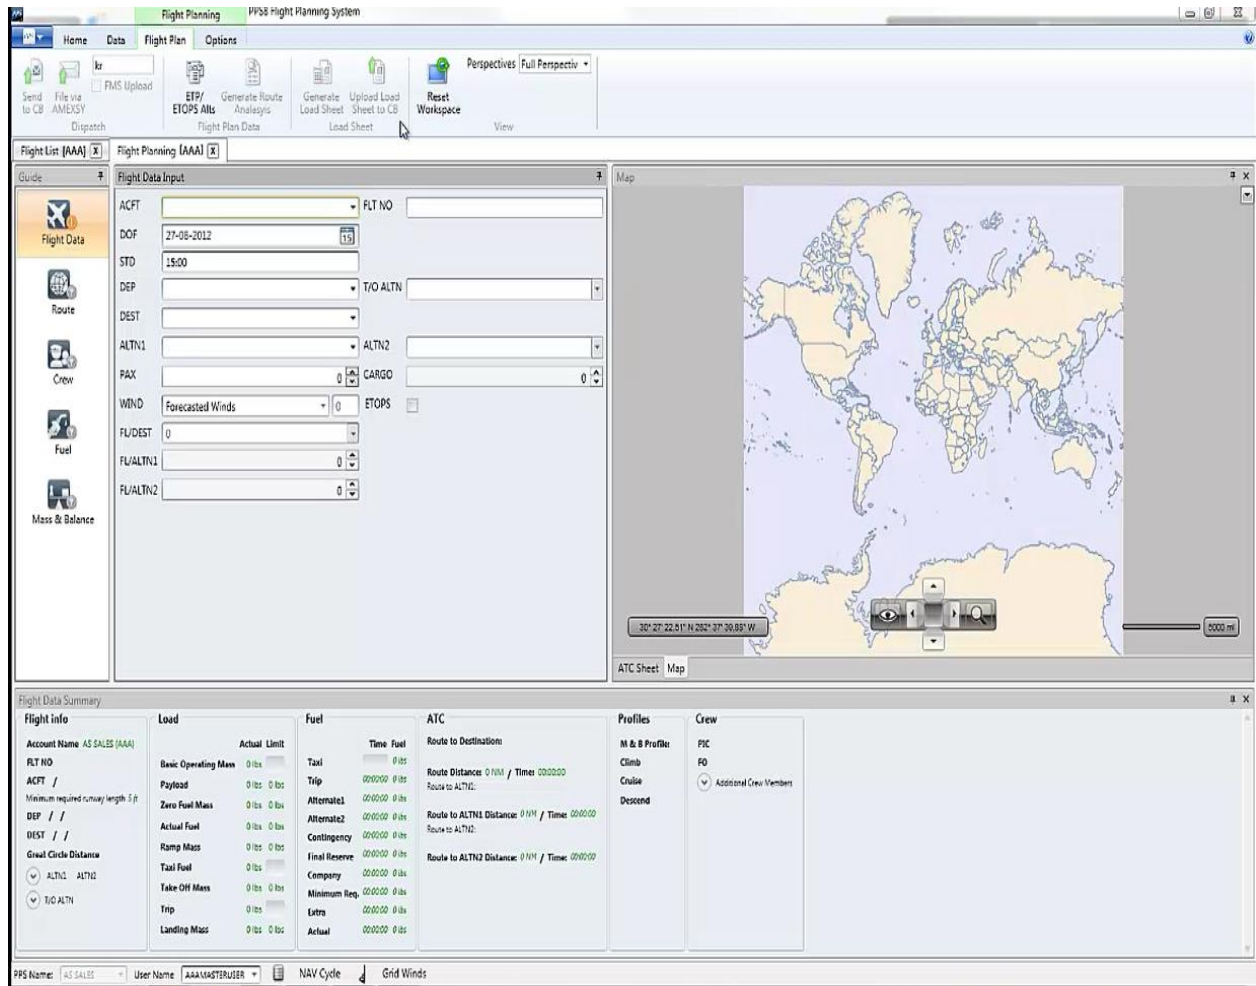 Flight Planning PPS8 Flight Planning System
Home Data Flight Plan Options
kr
FMS Upload
Send to CB
File via AMEXSY
ETP/ ETOPS Alts
Generate Route Analasyis
Generate Load Sheet
Upload Load Sheet to CB
Reset Workspace
Perspectives Full Perspectiv
Dispatch Flight Plan Data Load Sheet View
Flight List [AAA] X Flight Planning [AAA] X
Guide
Flight Data
Route
Crew
Fuel
Mass & Balance
Flight Data Input
ACFT FLT NO
DOF 27-08-2012 15
STD 15:00
DEP T/O ALTN
DEST
ALTN1 ALTN2
PAX 0 CARGO 0
WIND Forecasted Winds 0 ETOPS
FL/DEST 0
FL/ALTN1 0
FL/ALTN2 0
Map
5000 mi
ATC Sheet Map
Flight Data Summary
Flight info
Account Name AS SALES (AAA)
FLT NO
ACFT /
Minimum required runway length 5 ft
DEP / /
DEST / /
Great Circle Distance
ALTN1 ALTN2
T/O ALTN
Load
Actual Limit
Basic Operating Mass 0 lbs
Payload 0 lbs 0 lbs
Zero Fuel Mass 0 lbs 0 lbs
Actual Fuel 0 lbs 0 lbs
Ramp Mass 0 lbs 0 lbs
Taxi Fuel 0 lbs
Take Off Mass 0 lbs 0 lbs
Trip 0 lbs
Landing Mass 0 lbs 0 lbs
Fuel
Time Fuel
Taxi 0 lbs
Trip 00:00:00 0 lbs
Alternate1 00:00:00 0 lbs
Alternate2 00:00:00 0 lbs
Contingency 00:00:00 0 lbs
Final Reserve 00:00:00 0 lbs
Company 00:00:00 0 lbs
Minimum Req. 00:00:00 0 lbs
Extra 00:00:00 0 lbs
Actual 00:00:00 0 lbs
ATC
Route to Destination:
Route Distance: 0 NM / Time: 00:00:00
Route to ALTN1:
Route to ALTN1 Distance: 0 NM / Time: 00:00:00
Route to ALTN2:
Route to ALTN2 Distance: 0 NM / Time: 00:00:00
Profiles
M & B Profile:
Climb
Cruise
Descend
Crew
PIC
FO
Additional Crew Members
PPS Name: AS SALES User Name AAAMASTERUSER NAV Cycle Grid Winds